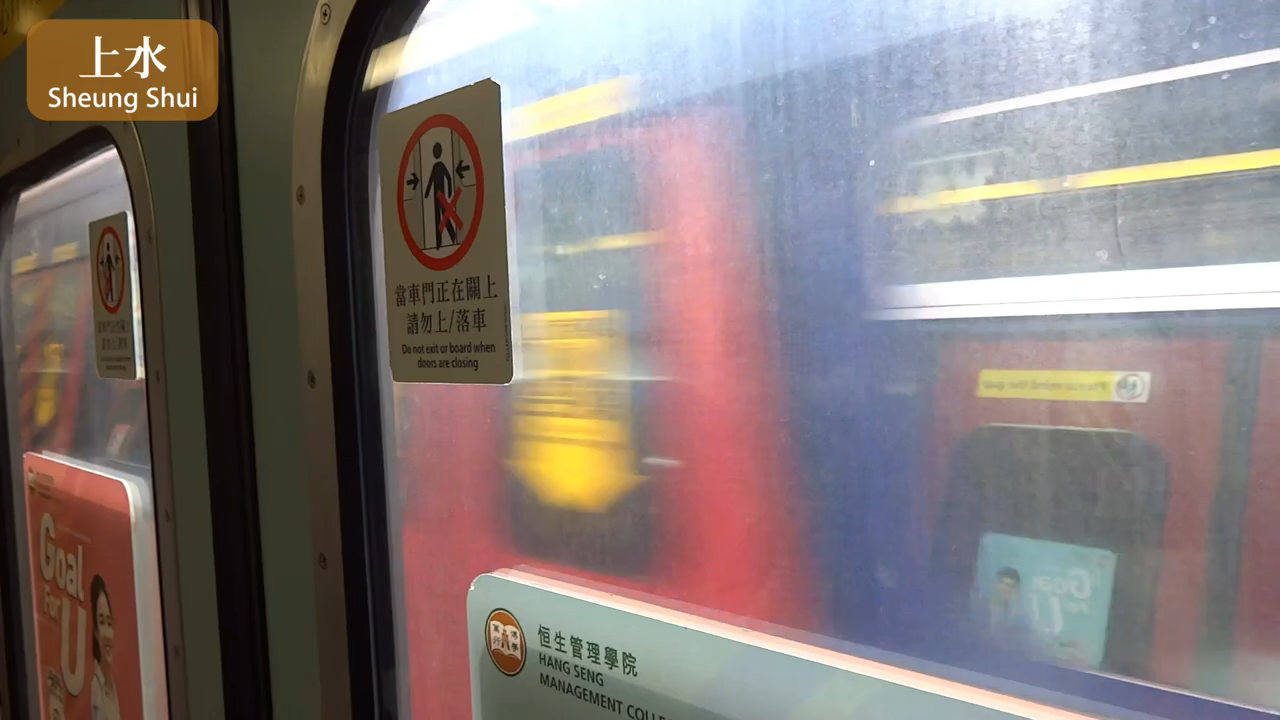 上水
Sheung Shui
當車門正在關上
請勿上/落車
Do not exit or board when
doors are closing
Goal
For
U
恒生管理學院
HANG SENG
MANAGEMENT COLLE